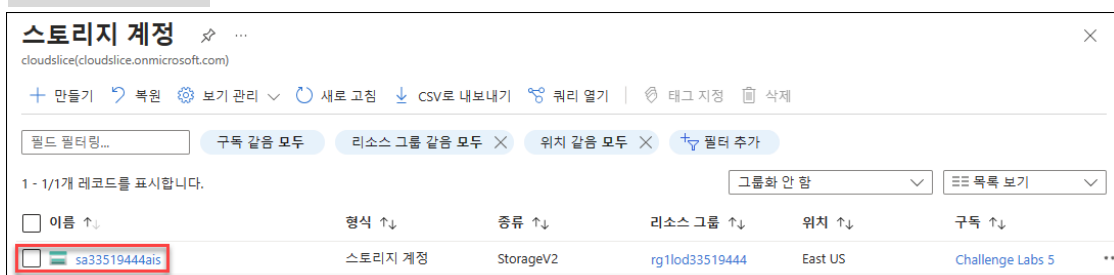 스토리지 계정
cloudslice(cloudslice.onmicrosoft.com)
만들기 복원 보기 관리 새로 고침 CSV로 내보내기 쿼리 열기 태그 지정 삭제
필드 필터링... 구독 같음 모두 리소스 그룹 같음 모두 위치 같음 모두 필터 추가
1 - 1/1개 레코드를 표시합니다. 그룹화 안 함 목록 보기
이름 ↑↓ 형식 ↑↓ 종류 ↑↓ 리소스 그룹 ↑↓ 위치 ↑↓ 구독 ↑↓
sa33519444ais 스토리지 계정 StorageV2 rg1lod33519444 East US Challenge Labs 5